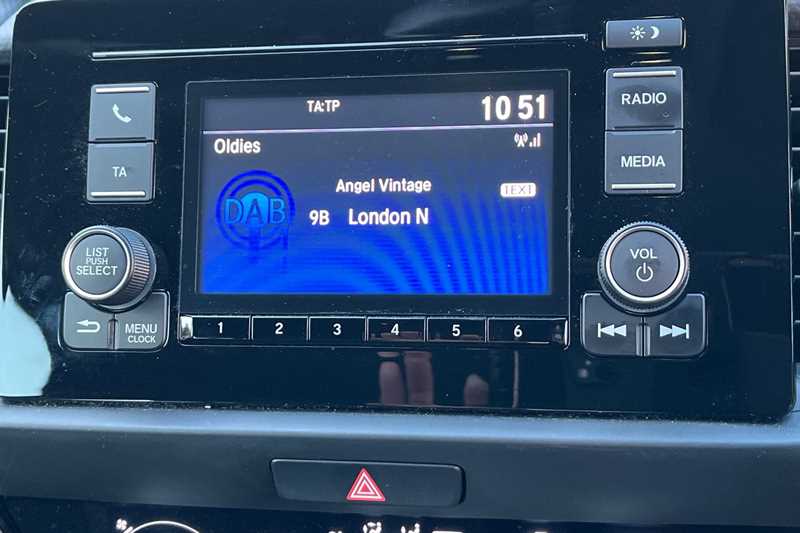 TA:TP 10 51
Oldies
Angel Vintage
TEXT
DAB 9B London N
TA
LIST
PUSH
SELECT
MENU
CLOCK
1 2 3 4 5 6
RADIO
MEDIA
VOL